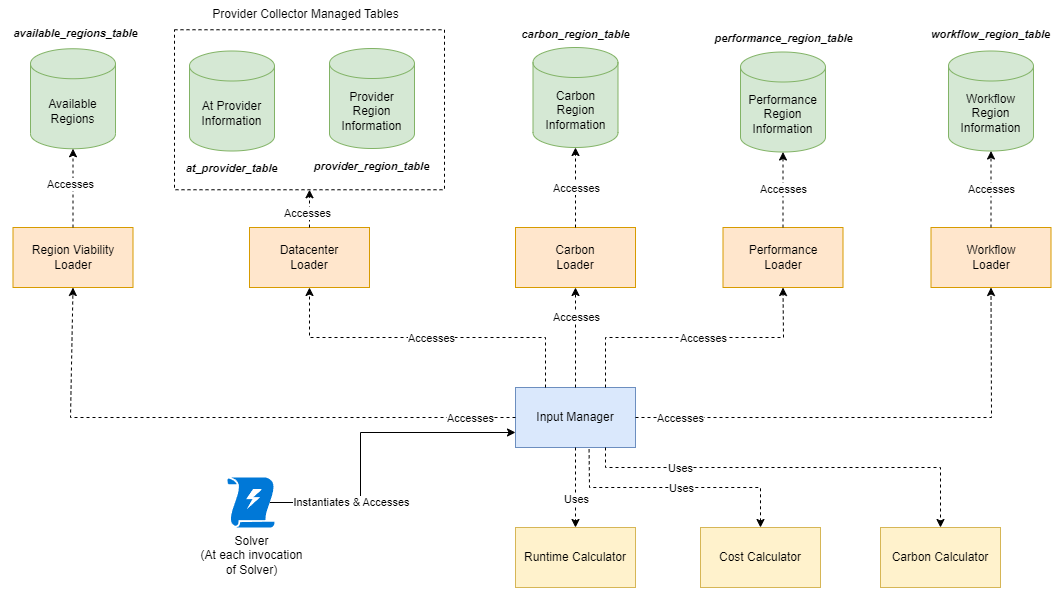 Provider Collector Managed Tables
available_regions_table
carbon_region_table
performance_region_table
workflow_region_table
Available
Regions
At Provider
Information
Provider
Region
Information
Carbon
Region
Information
Performance
Region
Information
Workflow
Region
Information
at_provider_table
provider_region_table
Accesses
Accesses
Accesses
Accesses
Accesses
Region Viability
Loader
Datacenter
Loader
Carbon
Loader
Performance
Loader
Workflow
Loader
Accesses
Accesses
Accesses
Accesses
Input Manager
Accesses
Instantiates & Accesses
Uses
Uses
Uses
Solver
(At each invocation
of Solver)
Runtime Calculator
Cost Calculator
Carbon Calculator